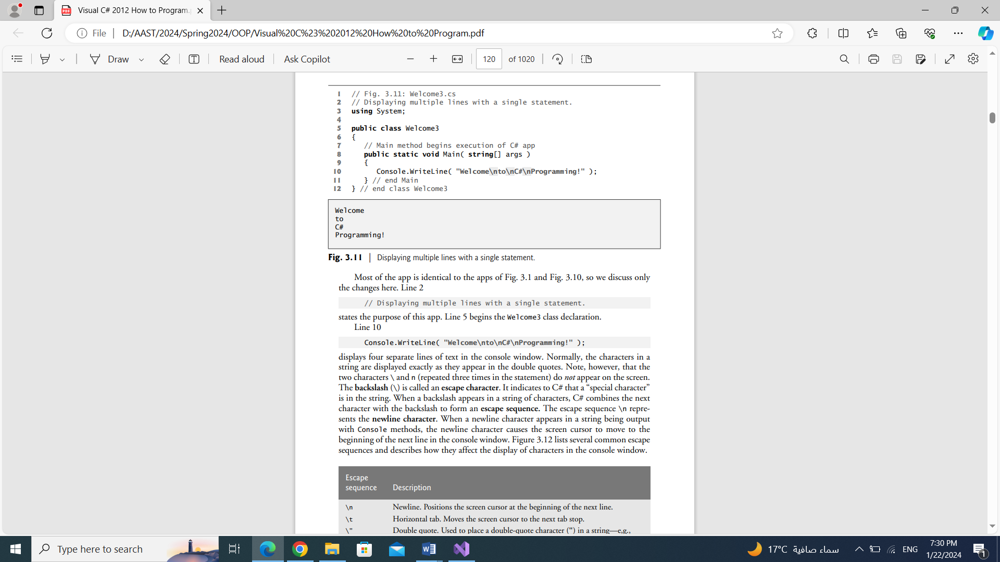 Visual C# 2012 How to Program.
File
D:/AAST/2024/Spring2024/OOP/Visual%20C%23%202012%20How%20to%20Program.pdf
Draw
Read aloud
Ask Copilot
120
of 1020
1 // Fig. 3.11: Welcome3.cs
2 // Displaying multiple lines with a single statement.
3 using System;
4
5 public class Welcome3
6 {
7 // Main method begins execution of C# app
8 public static void Main( string[] args )
9 {
10 Console.WriteLine( "Welcome\nto\nC#\nProgramming!" );
11 } // end Main
12 } // end class Welcome3
Welcome
to
C#
Programming!
Fig. 3.11 | Displaying multiple lines with a single statement.
Most of the app is identical to the apps of Fig. 3.1 and Fig. 3.10, so we discuss only
the changes here. Line 2
// Displaying multiple lines with a single statement.
states the purpose of this app. Line 5 begins the Welcome3 class declaration.
Line 10
Console.WriteLine( "Welcome\nto\nC#\nProgramming!" );
displays four separate lines of text in the console window. Normally, the characters in a
string are displayed exactly as they appear in the double quotes. Note, however, that the
two characters \ and n (repeated three times in the statement) do not appear on the screen.
The backslash (\) is called an escape character. It indicates to C# that a “special character”
is in the string. When a backslash appears in a string of characters, C# combines the next
character with the backslash to form an escape sequence. The escape sequence \n repre-
sents the newline character. When a newline character appears in a string being output
with Console methods, the newline character causes the screen cursor to move to the
beginning of the next line in the console window. Figure 3.12 lists several common escape
sequences and describes how they affect the display of characters in the console window.
Escape
sequence Description
\n Newline. Positions the screen cursor at the beginning of the next line.
\t Horizontal tab. Moves the screen cursor to the next tab stop.
\" Double quote. Used to place a double-quote character (") in a string—e,g.,
Type here to search
17°C سماء صافية
ENG
7:30 PM
1/22/2024
1